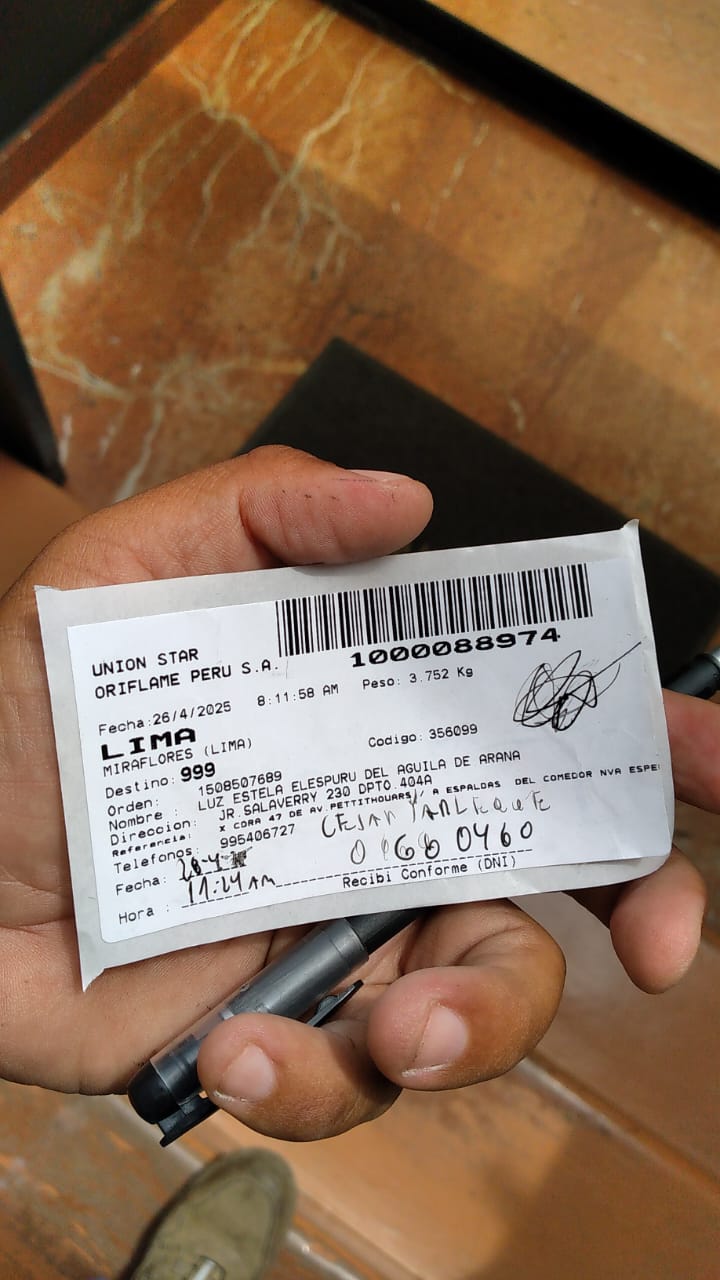 UNION STAR
ORIFLAME PERU S.A.
1000088974
Fecha:26/4/2025 8:11:58 AM Peso: 3.752 Kg
LIMA
MIRAFLORES (LIMA)
Destino: 999 Codigo: 356099
Orden: 1508507689
Nombre : LUZ ESTELA ELESPURU DEL AGUILA DE ARANA
Direccion: JR.SALAVERRY 230 DPTO.404A
Referencia: x CDRA 47 DE AV.PETTITHOUARS// A ESPALDAS DEL COMEDOR NVA ESPE
Telefonos: 995406727
CESAR
Fecha:
Hora : 11:24 AM
Recibi Conforme (DNI)